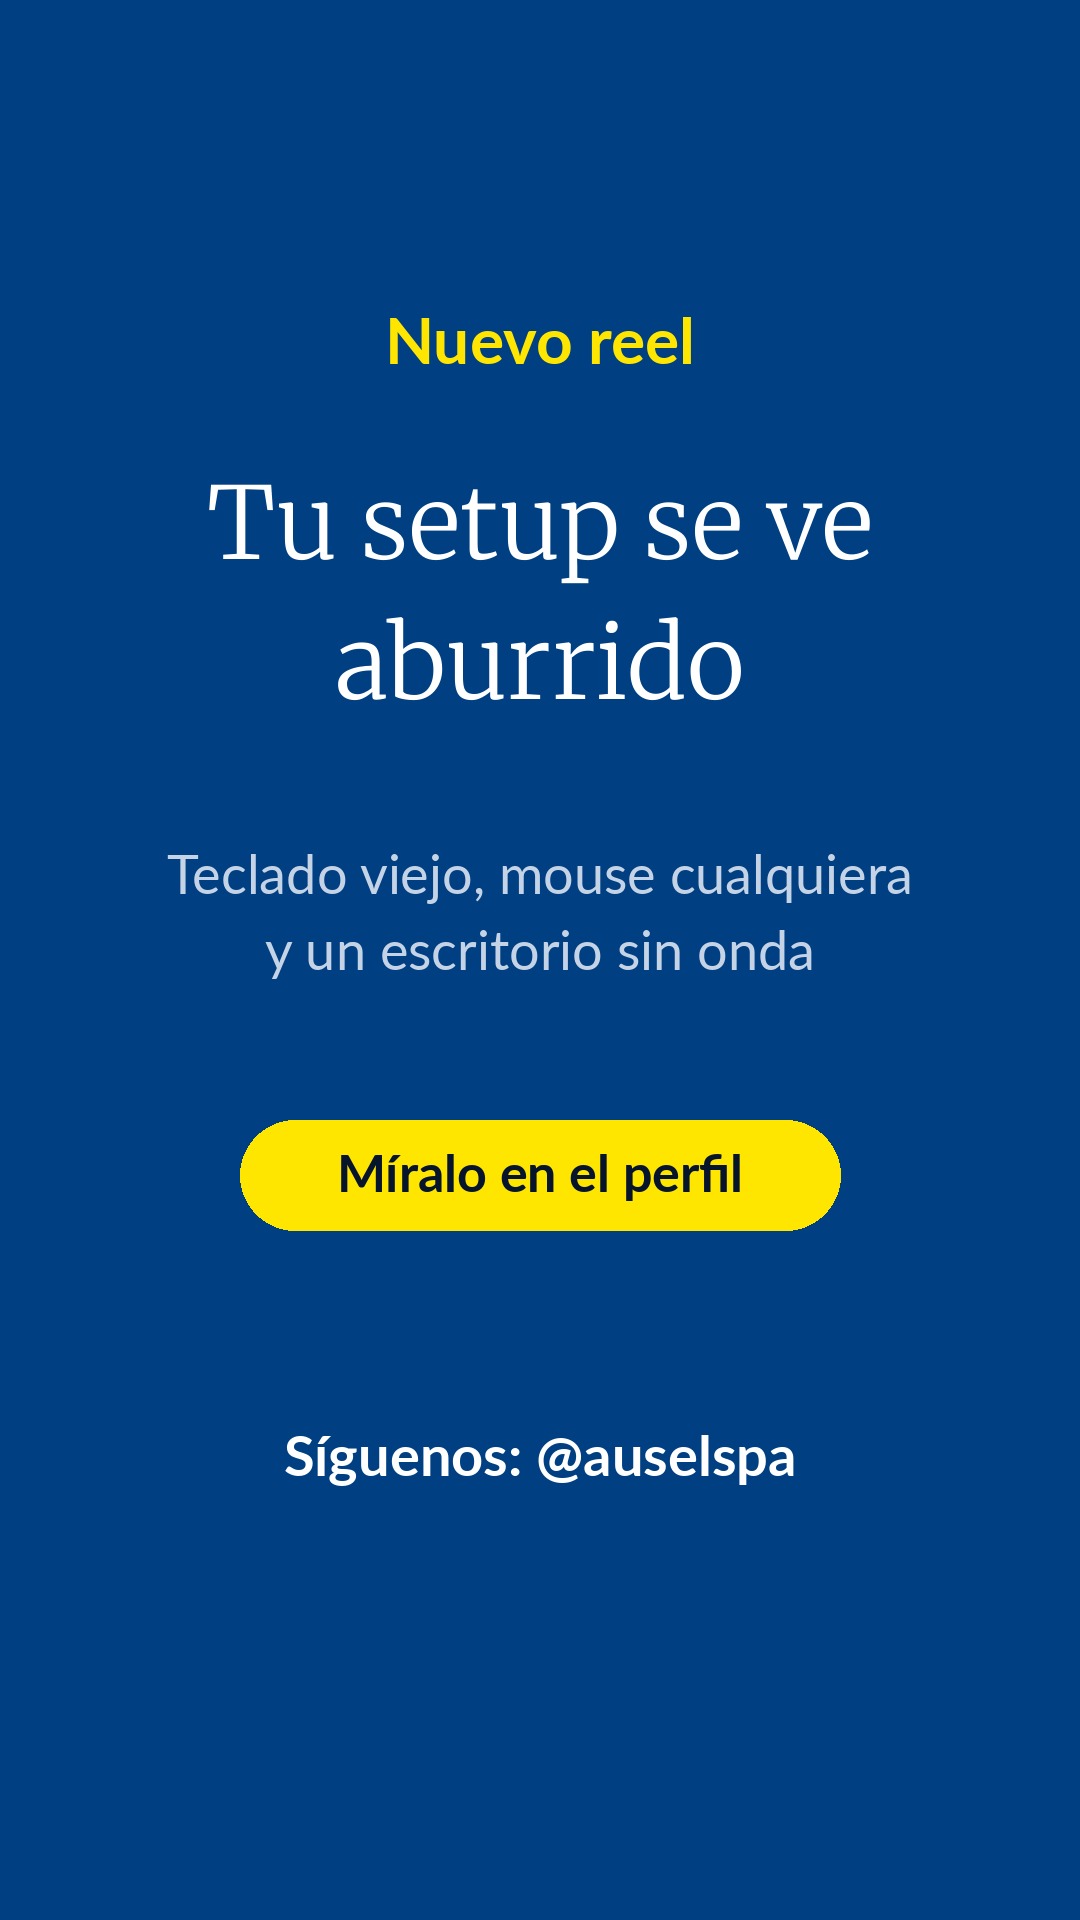 Nuevo reel
Tu setup se ve
aburrido
Teclado viejo, mouse cualquiera
y un escritorio sin onda
Míralo en el perfil
Síguenos: @auselspa